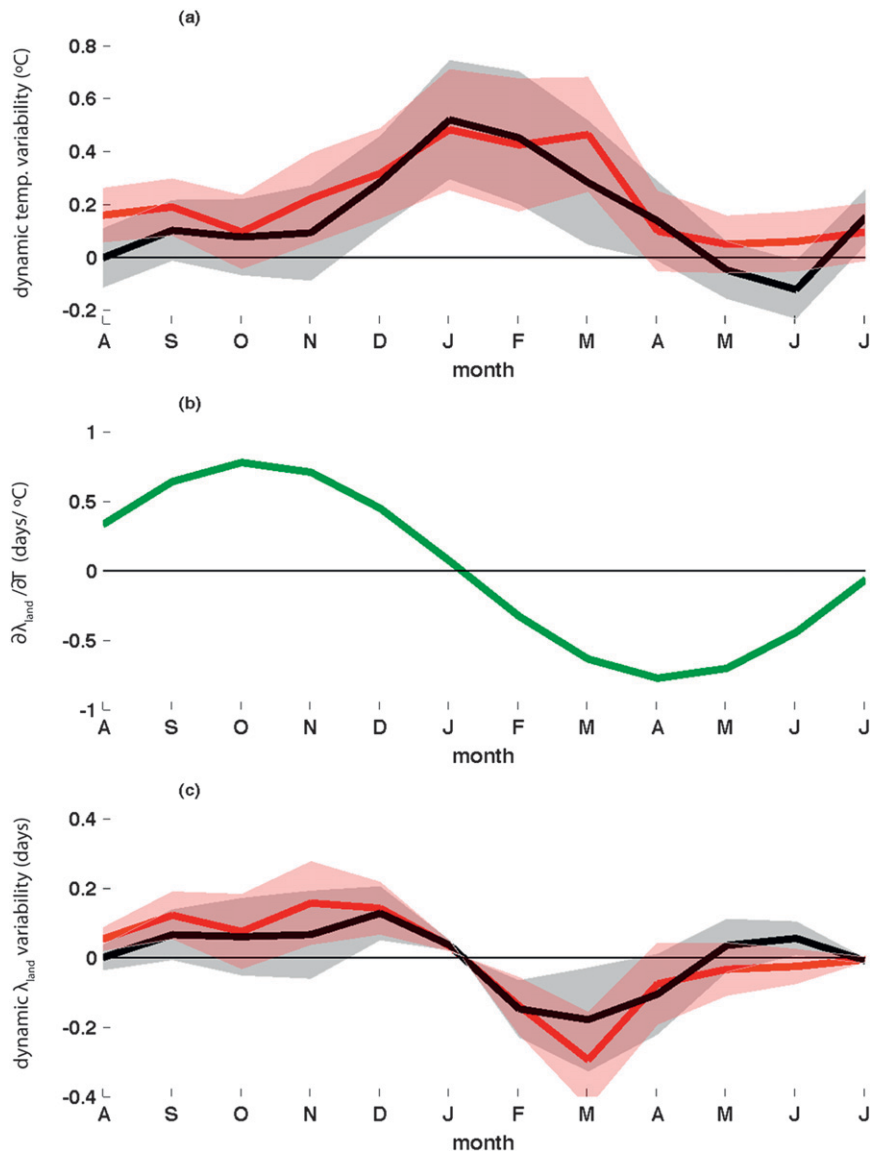 (a)
dynamic temp. variability (ºC)
0.8
0.6
0.4
0.2
0
-0.2
A S O N D J F M A M J J
month
(b)
∂λland/∂T (days/ ºC)
1
0.5
0
-0.5
-1
A S O N D J F M A M J J
month
(c)
dynamic λland variability (days)
0.4
0.2
0
-0.2
-0.4
A S O N D J F M A M J J
month